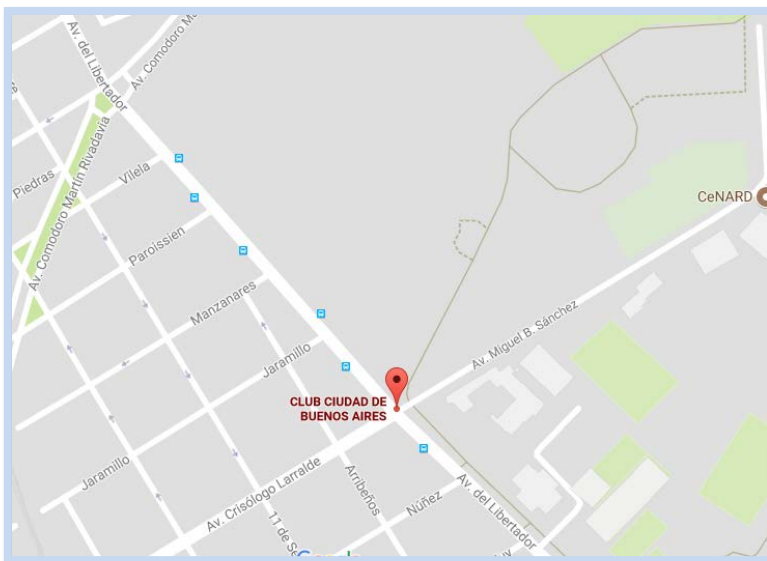 Av. del Libertador
Av. Comodoro M
Piedras
Av. Comodoro Martín Rivadavia
Vilela
Paroissien
Manzanares
Jaramillo
CeNARD
Av. Miguel B. Sánchez
CLUB CIUDAD DE
BUENOS AIRES
Jaramillo
Av. Crisólogo Larralde
Arribeños
11 de Se
Núñez
Av. del Libertador